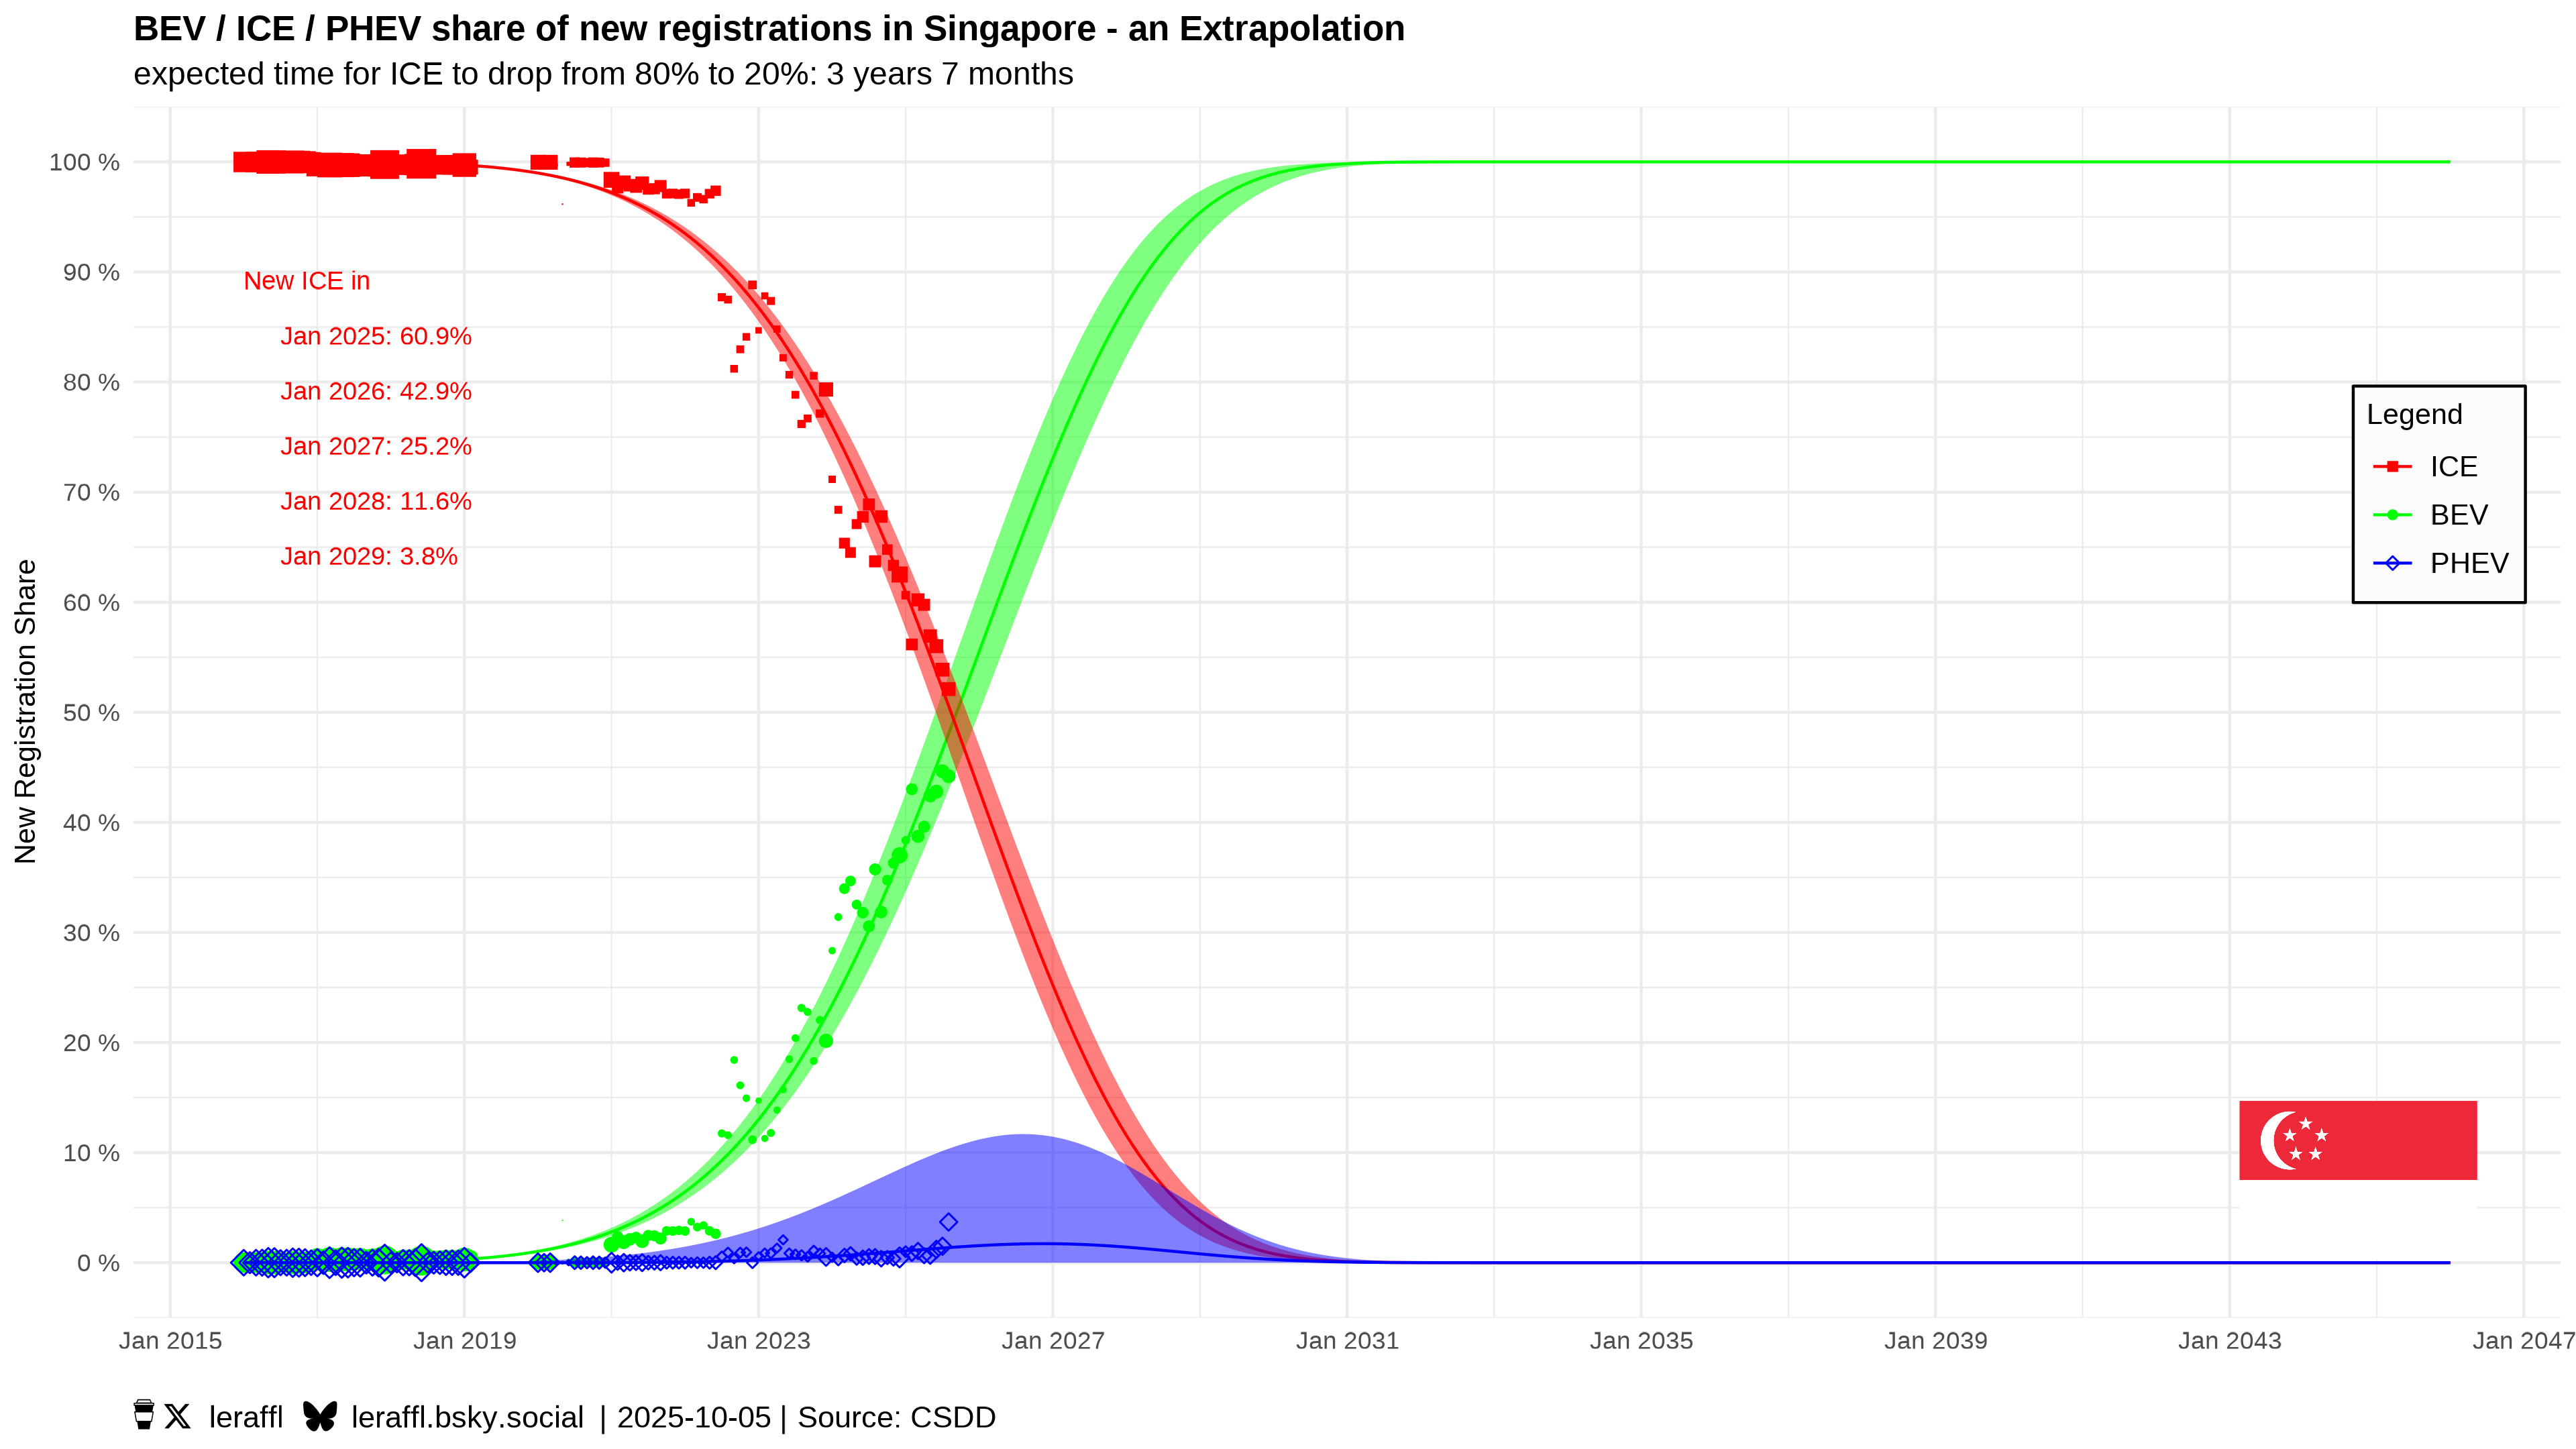 BEV / ICE / PHEV share of new registrations in Singapore - an Extrapolation
expected time for ICE to drop from 80% to 20%: 3 years 7 months
New Registration Share
100 %
90 %
80 %
70 %
60 %
50 %
40 %
30 %
20 %
10 %
0 %
New ICE in
Jan 2025: 60.9%
Jan 2026: 42.9%
Jan 2027: 25.2%
Jan 2028: 11.6%
Jan 2029: 3.8%
Legend
ICE
BEV
PHEV
Jan 2015 Jan 2019 Jan 2023 Jan 2027 Jan 2031 Jan 2035 Jan 2039 Jan 2043 Jan 2047
leraffl leraffl.bsky.social | 2025-10-05 | Source: CSDD